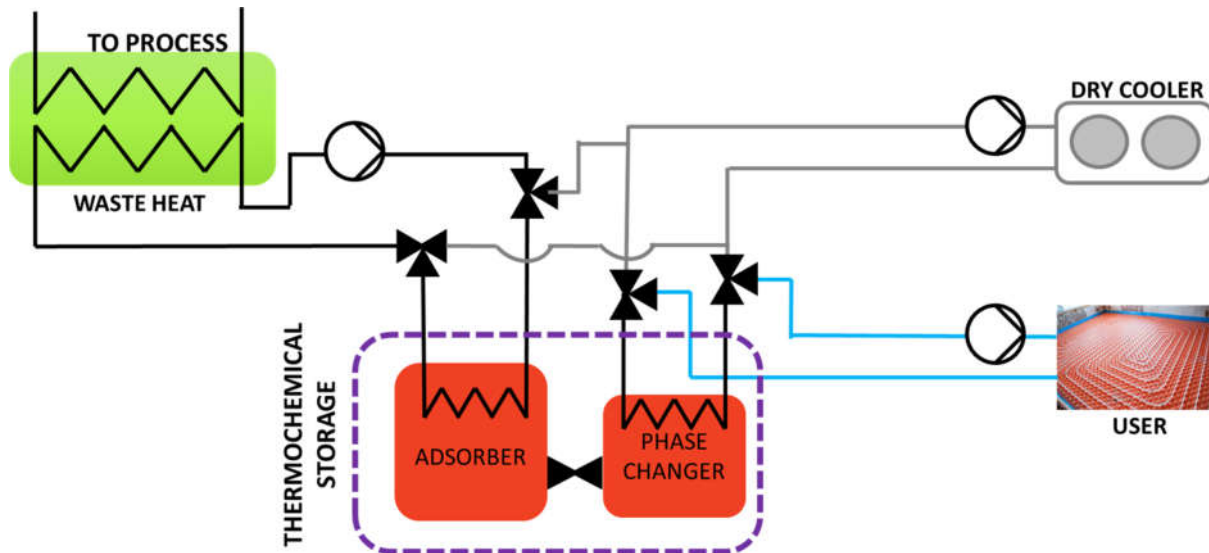 TO PROCESS
WASTE HEAT
DRY COOLER
USER
THERMOCHEMICAL
STORAGE
ADSORBER
PHASE
CHANGER